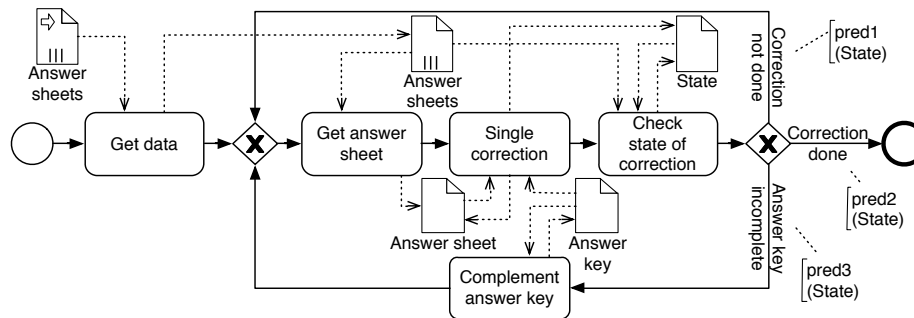 Answer
sheets
Answer
sheets
State
Correction
not done
pred1
(State)
Get data
X
Get answer
sheet
Single
correction
Check
state of
correction
X
Correction
done
pred2
(State)
Answer sheet
Answer
key
Answer key
incomplete
pred3
(State)
Complement
answer key